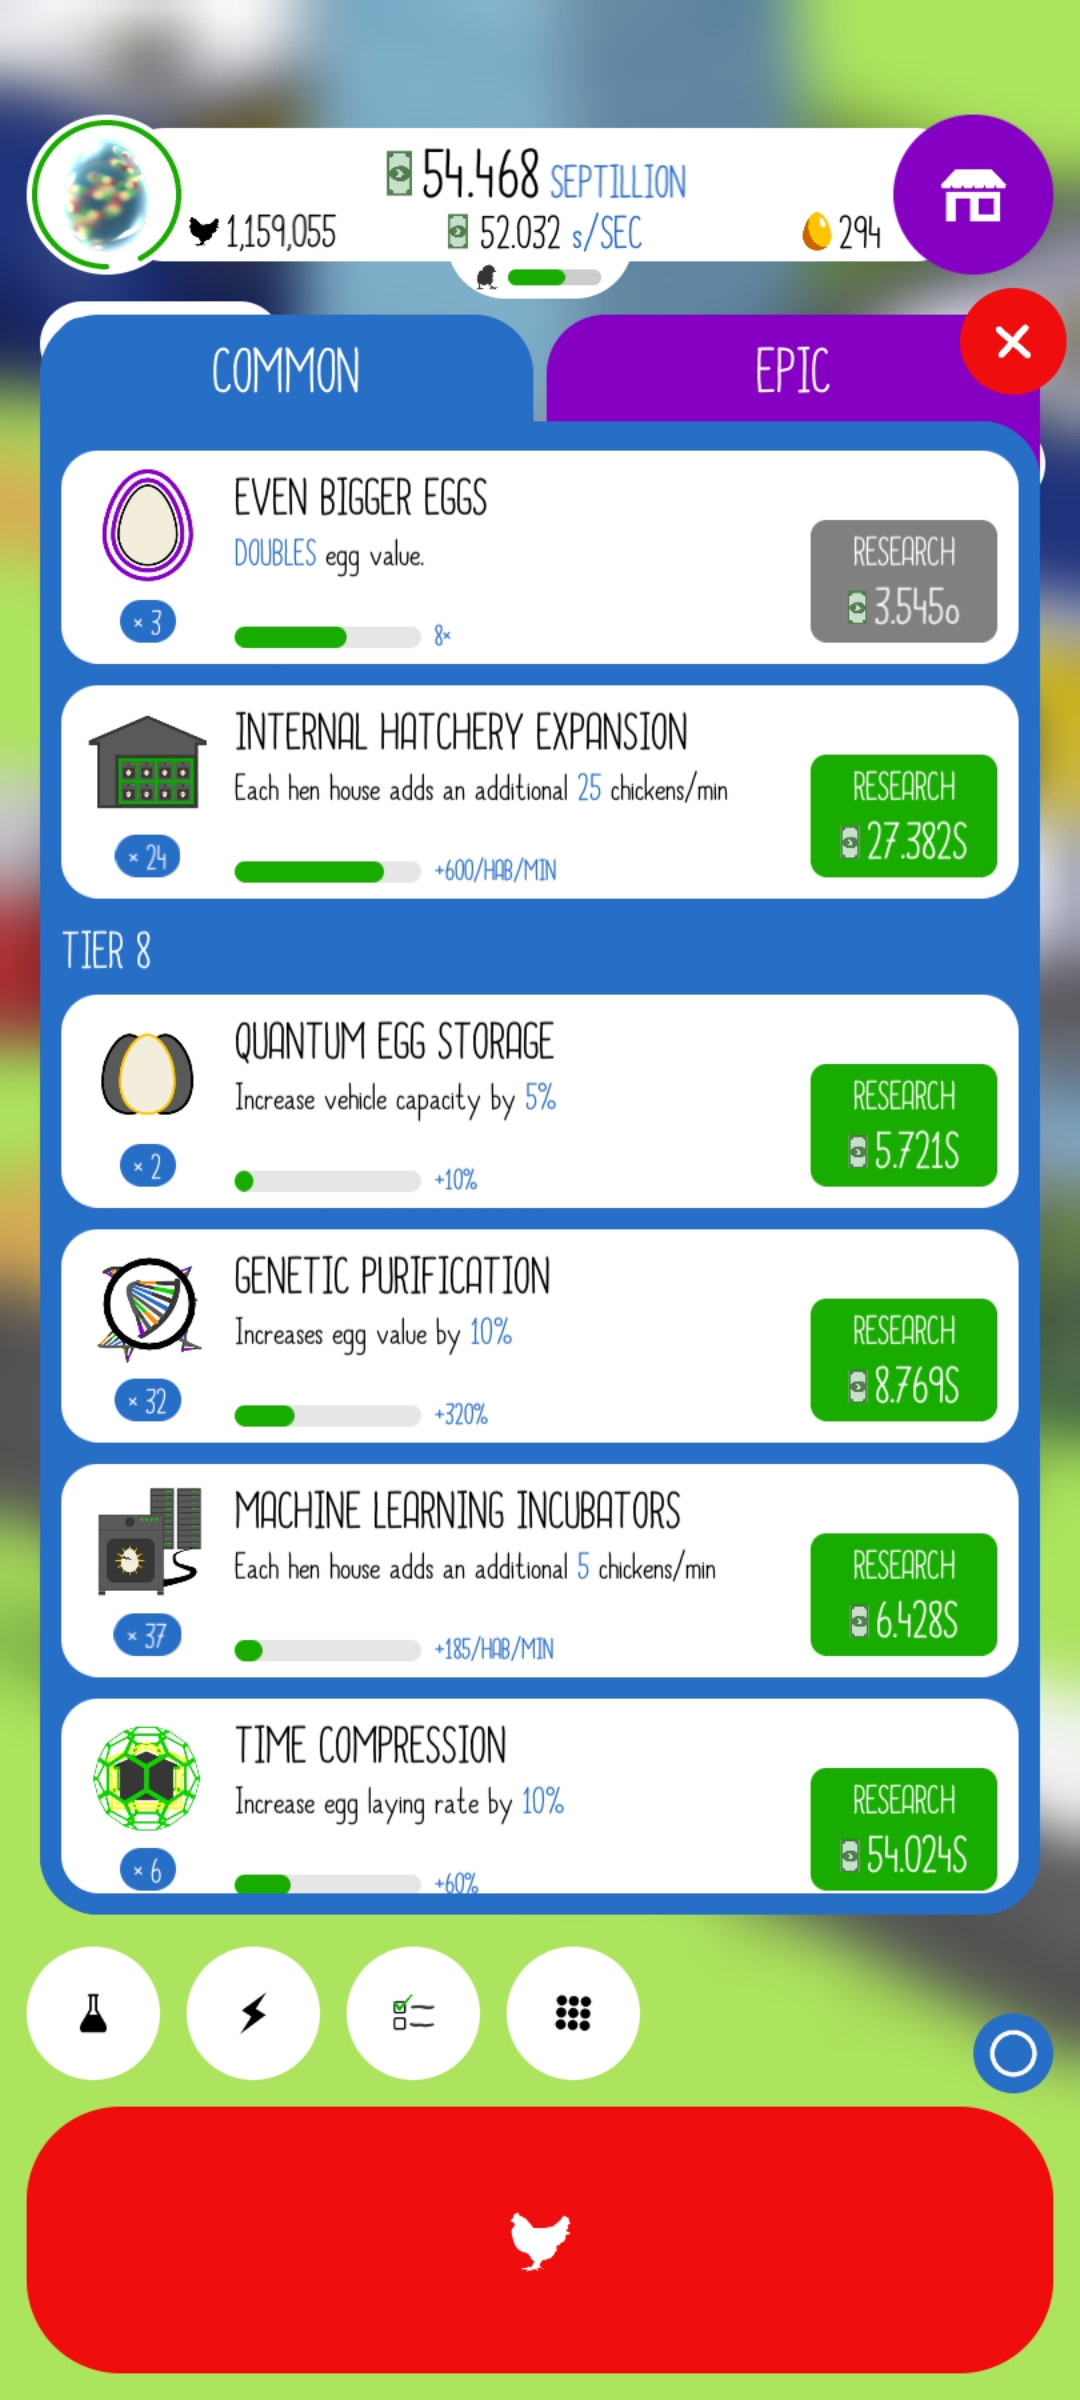 54.468 SEPTILLION
1,159,055
52.032 s/SEC
294
COMMON
EPIC
EVEN BIGGER EGGS
DOUBLES egg value.
RESEARCH
3.545o
× 3
8×
INTERNAL HATCHERY EXPANSION
Each hen house adds an additional 25 chickens/min
RESEARCH
27.382S
× 24
+600/HAB/MIN
TIER 8
QUANTUM EGG STORAGE
Increase vehicle capacity by 5%
RESEARCH
5.721S
× 2
+10%
GENETIC PURIFICATION
Increases egg value by 10%
RESEARCH
8.769S
× 32
+320%
MACHINE LEARNING INCUBATORS
Each hen house adds an additional 5 chickens/min
RESEARCH
6.428S
× 37
+185/HAB/MIN
TIME COMPRESSION
Increase egg laying rate by 10%
RESEARCH
54.024S
× 6
+60%